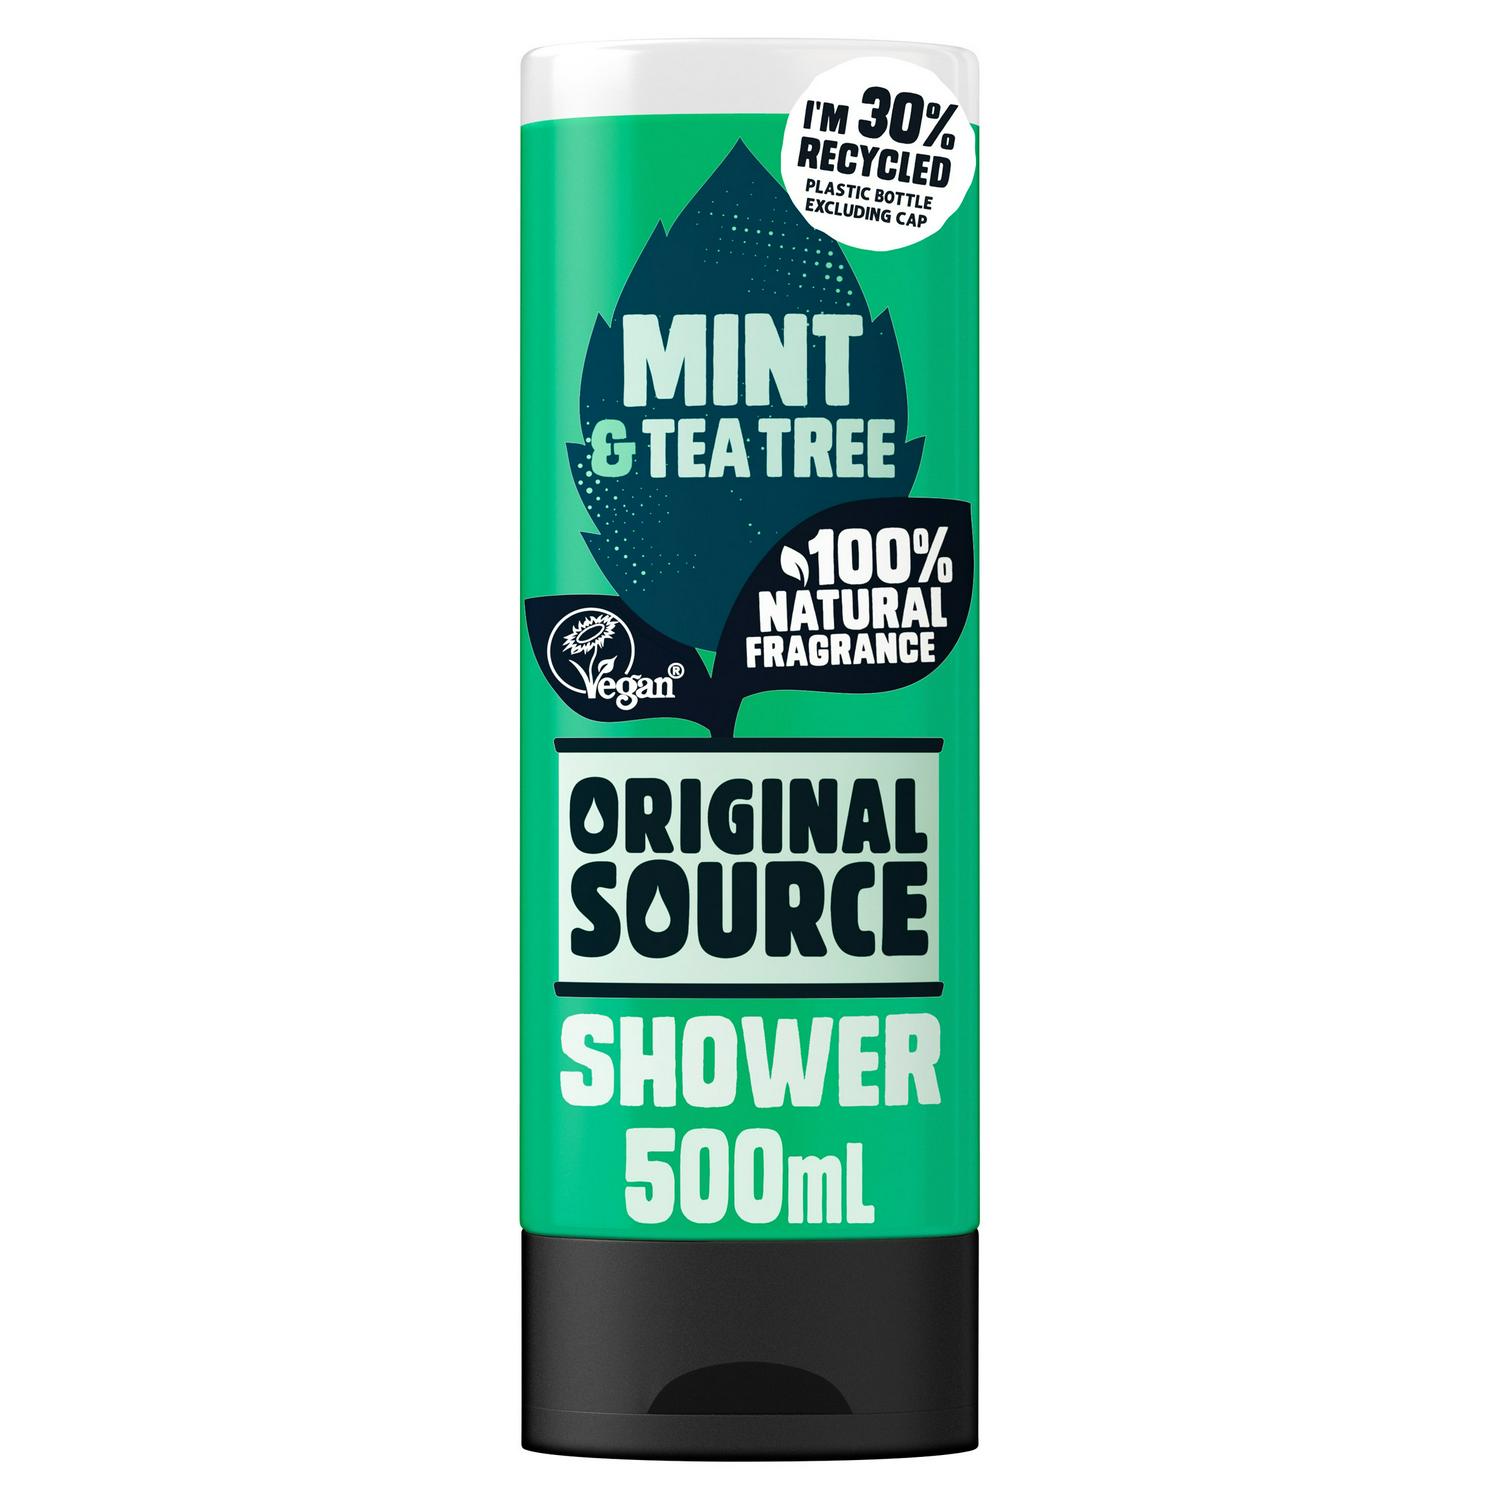 I'M 30%
RECYCLED
PLASTIC BOTTLE
EXCLUDING CAP
MINT
& TEA TREE
100%
NATURAL
FRAGRANCE
Vegan®
ORIGINAL
SOURCE
SHOWER
500mL